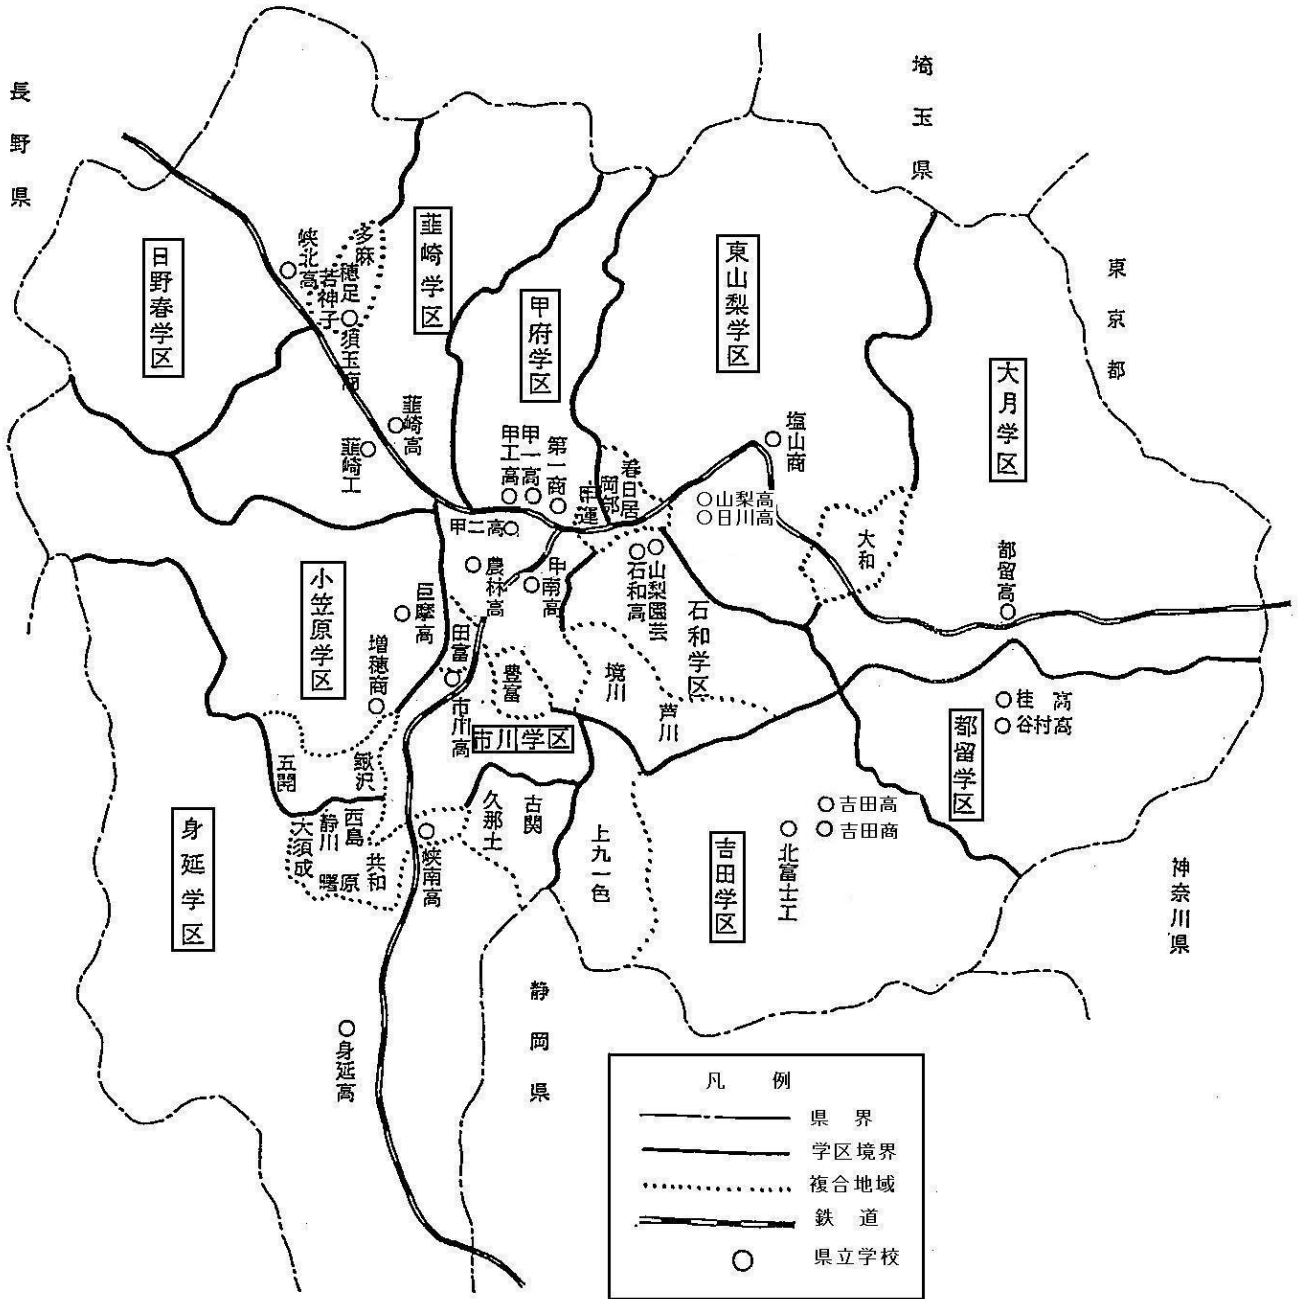 長野県
埼玉県
東京都
神奈川県
静岡県
日野春学区
韮崎学区
甲府学区
東山梨学区
大月学区
小笠原学区
石和学区
市川学区
都留学区
吉田学区
身延学区
峡北高
多麻
穂足
若神子
須玉商
韮崎高
韮崎工
甲工高
甲一高
第一商
甲運
岡部
春日居
塩山商
山梨高
日川高
大和
都留高
甲二高
農林高
甲南高
石和高
山梨園芸
巨摩高
増穂商
田富
市川高
豊富
境川
芦川
桂高
谷村高
五開
鰍沢
西島
静川
大須成
曙
原
共和
峡南高
久那土
古関
上九一色
吉田高
吉田商
北富士工
身延高
凡例
県界
学区境界
複合地域
鉄道
県立学校